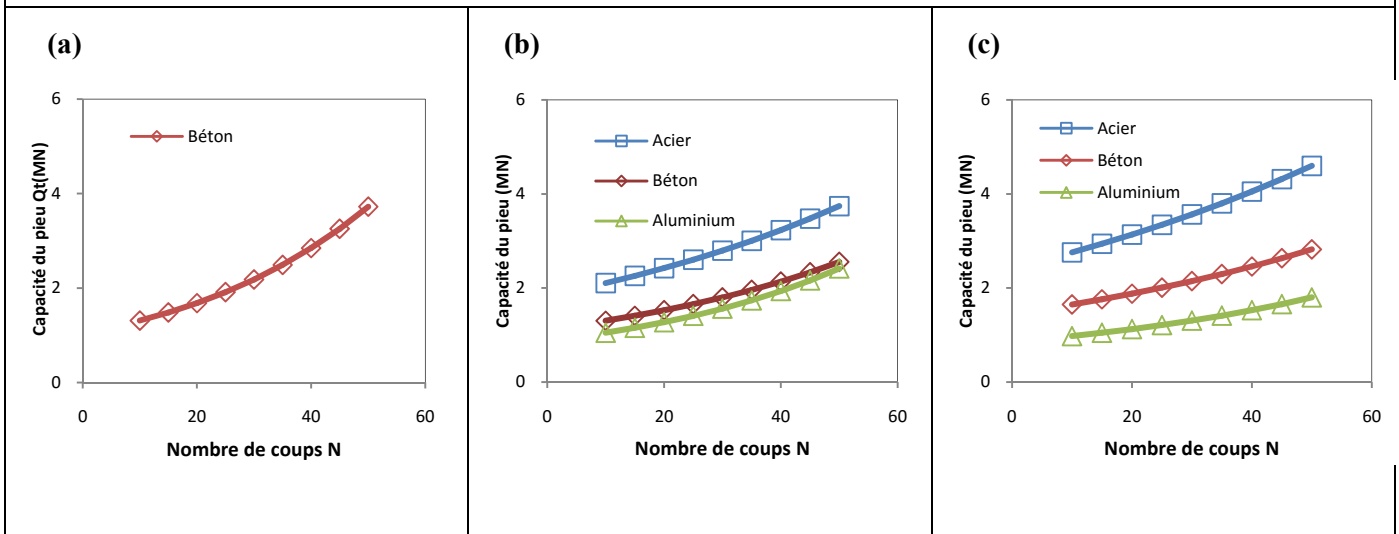 (a)
6
4
2
0
0
20
40
60
Capacité du pieu Qt(MN)
Nombre de coups N
Béton
(b)
6
4
2
0
0
20
40
60
Capacité du pieu (MN)
Nombre de coups N
Acier
Béton
Aluminium
(c)
6
4
2
0
0
20
40
60
Capacité du pieu (MN)
Nombre de coups N
Acier
Béton
Aluminium